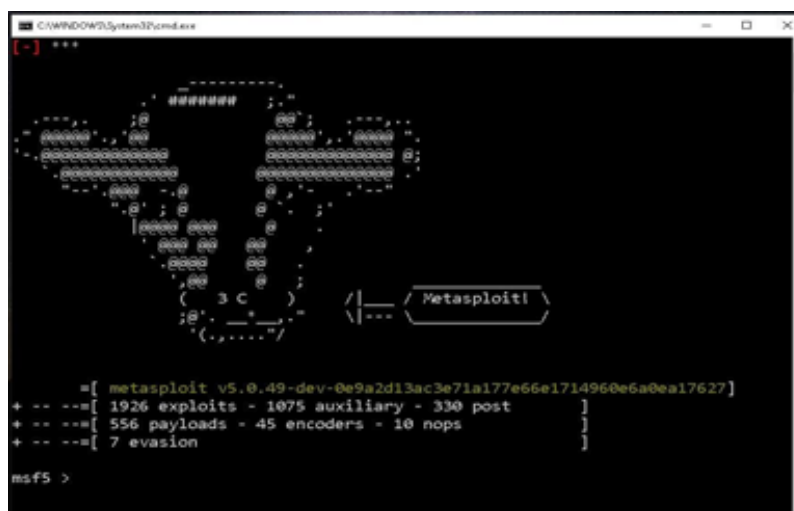 C:\WINDOWS\System32\cmd.exe
[-] ***
3 C
Metasploit!
=[ metasploit v5.0.49-dev-0e9a2d13ac3e71a177e66e1714960e6a0ea17627]
+ -- --=[ 1926 exploits - 1075 auxiliary - 330 post ]
+ -- --=[ 556 payloads - 45 encoders - 10 nops ]
+ -- --=[ 7 evasion ]
msf5 >